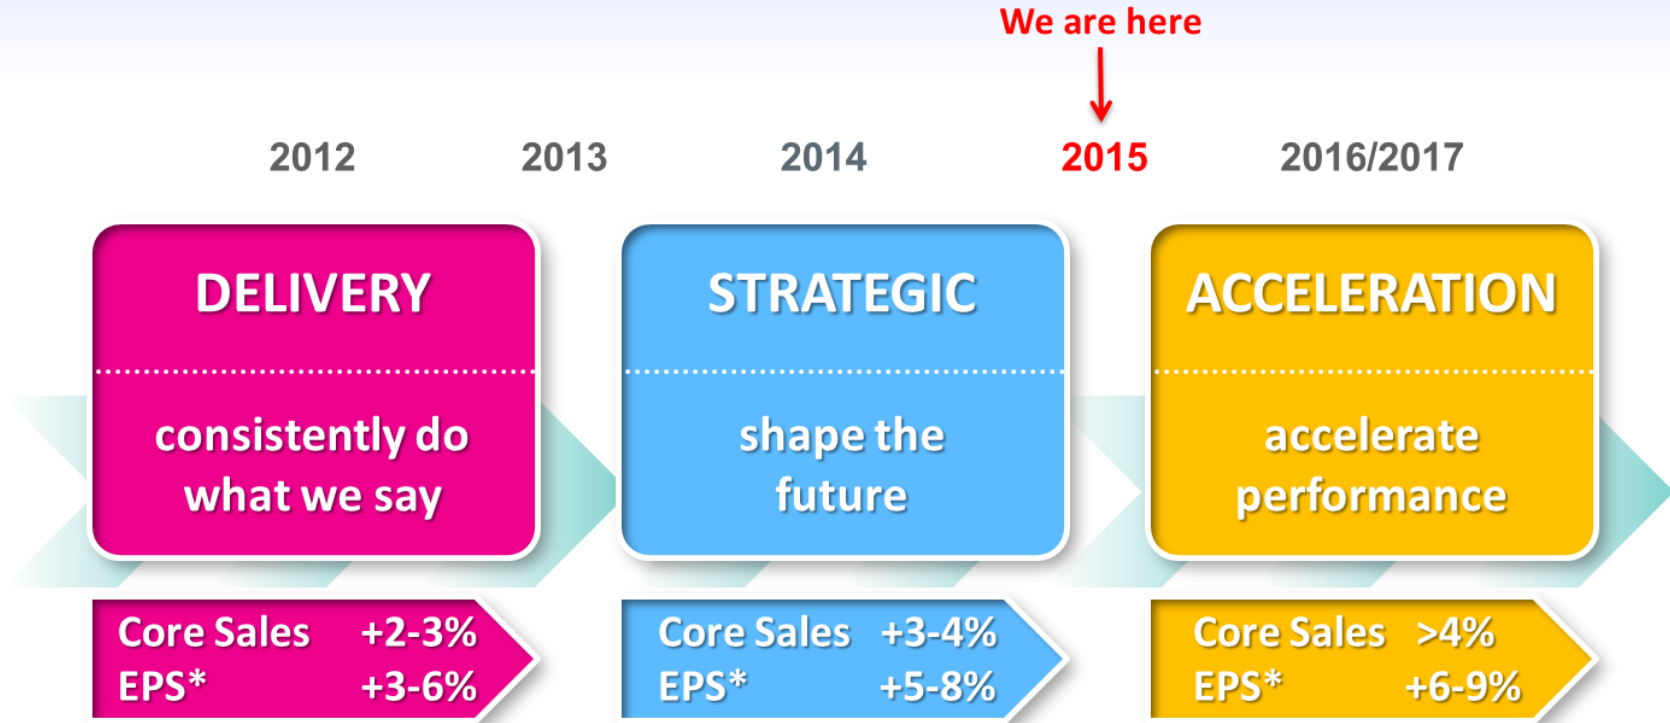 We are here
2012 2013 2014 2015 2016/2017
DELIVERY
consistently do
what we say
STRATEGIC
shape the
future
ACCELERATION
accelerate
performance
Core Sales +2-3%
EPS* +3-6%
Core Sales +3-4%
EPS* +5-8%
Core Sales >4%
EPS* +6-9%